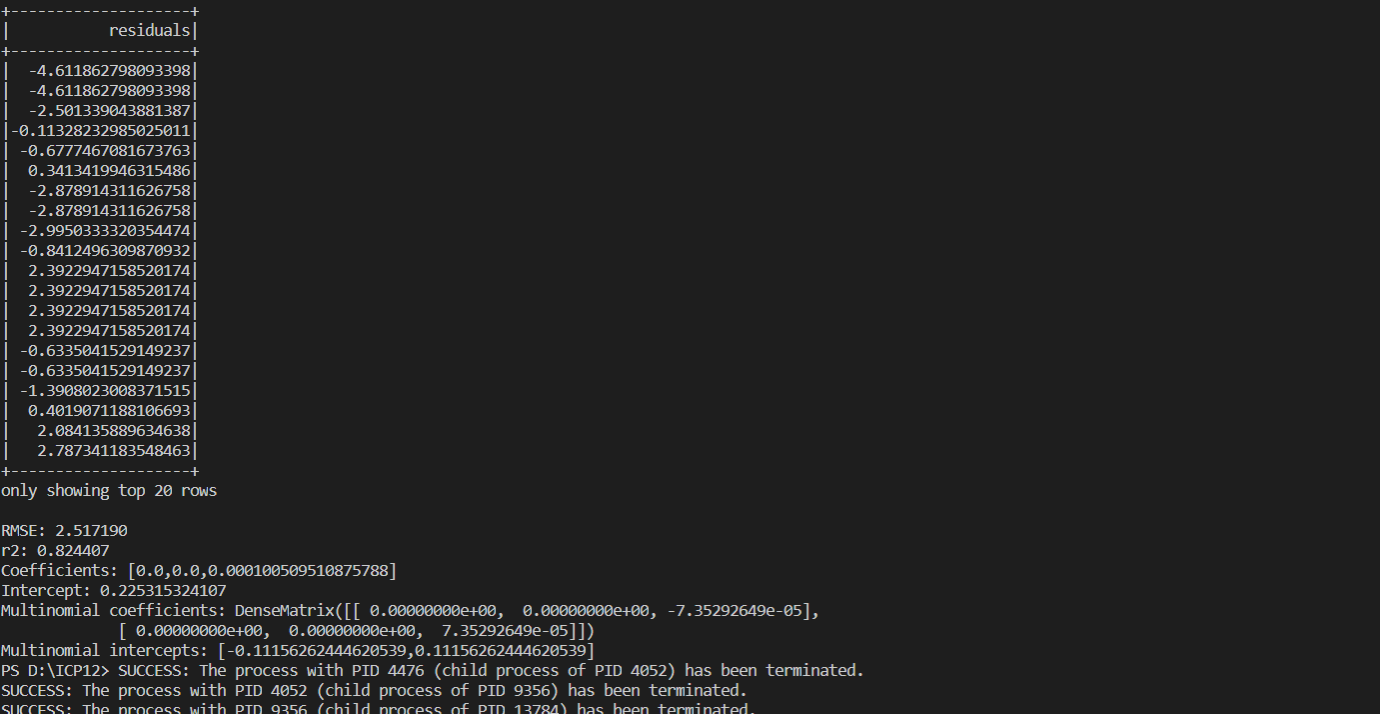 +--------------------+
|           residuals|
+--------------------+
|  -4.611862798093398|
|  -4.611862798093398|
|  -2.501339043881387|
|-0.11328232985025011|
| -0.6777467081673763|
|  0.3413419946315486|
|  -2.878914311626758|
|  -2.878914311626758|
| -2.9950333320354474|
| -0.8412496309870932|
|  2.3922947158520174|
|  2.3922947158520174|
|  2.3922947158520174|
|  2.3922947158520174|
| -0.6335041529149237|
| -0.6335041529149237|
| -1.3908023008371515|
|  0.4019071188106693|
|   2.084135889634638|
|   2.787341183548463|
+--------------------+
only showing top 20 rows

RMSE: 2.517190
r2: 0.824407
Coefficients: [0.0,0.0,0.000100509510875788]
Intercept: 0.225315324107
Multinomial coefficients: DenseMatrix([[ 0.00000000e+00,  0.00000000e+00, -7.35292649e-05],
             [ 0.00000000e+00,  0.00000000e+00,  7.35292649e-05]])
Multinomial intercepts: [-0.11156262444620539,0.11156262444620539]
PS D:\ICP12> SUCCESS: The process with PID 4476 (child process of PID 4052) has been terminated.
SUCCESS: The process with PID 4052 (child process of PID 9356) has been terminated.
SUCCESS: The process with PID 9356 (child process of PID 13784) has been terminated.